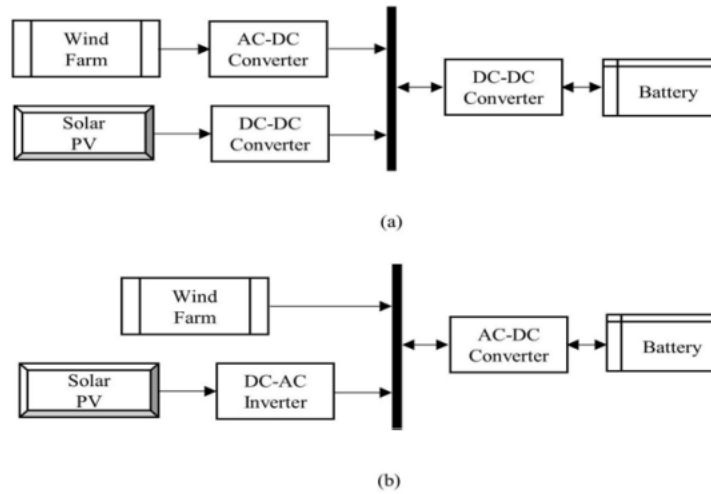 Wind
Farm
AC-DC
Converter
DC-DC
Converter
Battery
Solar
PV
DC-DC
Converter
(a)
Wind
Farm
AC-DC
Converter
Battery
Solar
PV
DC-AC
Inverter
(b)